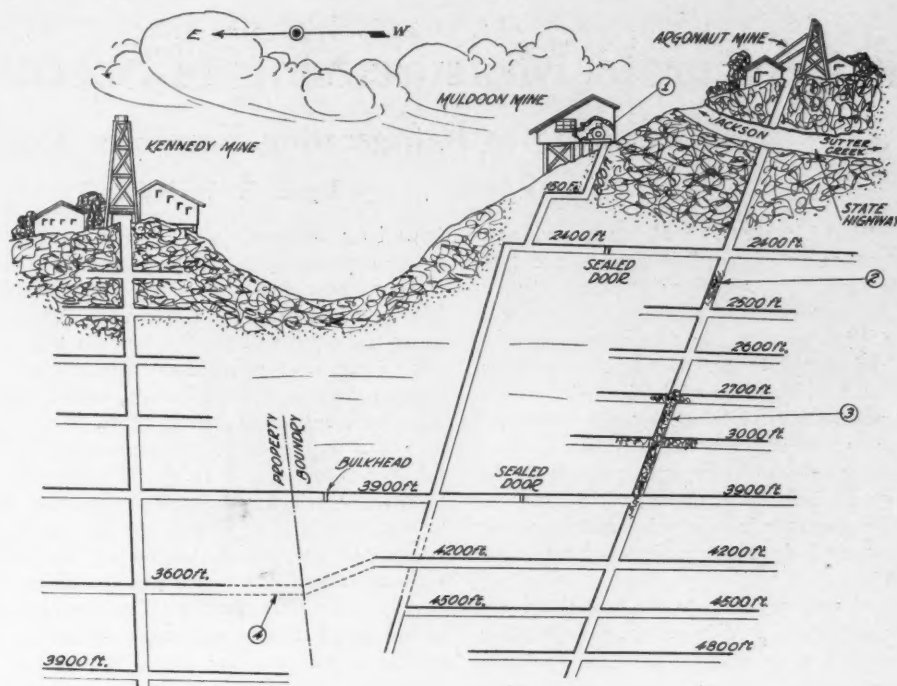 E W
ARGONAUT MINE
MULDOON MINE
1
KENNEDY MINE
JACKSON
SUTTER
CREEK
STATE
HIGHWAY
150 Ft.
2400 ft
SEALED
DOOR
2400 ft.
2
2500 ft.
2600 ft.
2700 ft.
3
3000 ft.
PROPERTY
BOUNDRY
BULKHEAD
3900 ft.
SEALED
DOOR
3900 ft.
4200 ft.
4200 ft.
3600 ft.
4
4500 ft.
4500 ft.
4800 ft.
3900 ft.